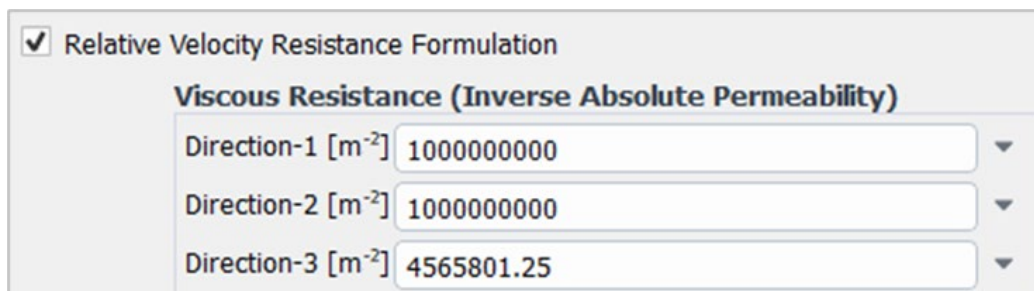 Relative Velocity Resistance Formulation
Viscous Resistance (Inverse Absolute Permeability)
Direction-1 [m⁻²] 1000000000
Direction-2 [m⁻²] 1000000000
Direction-3 [m⁻²] 4565801.25